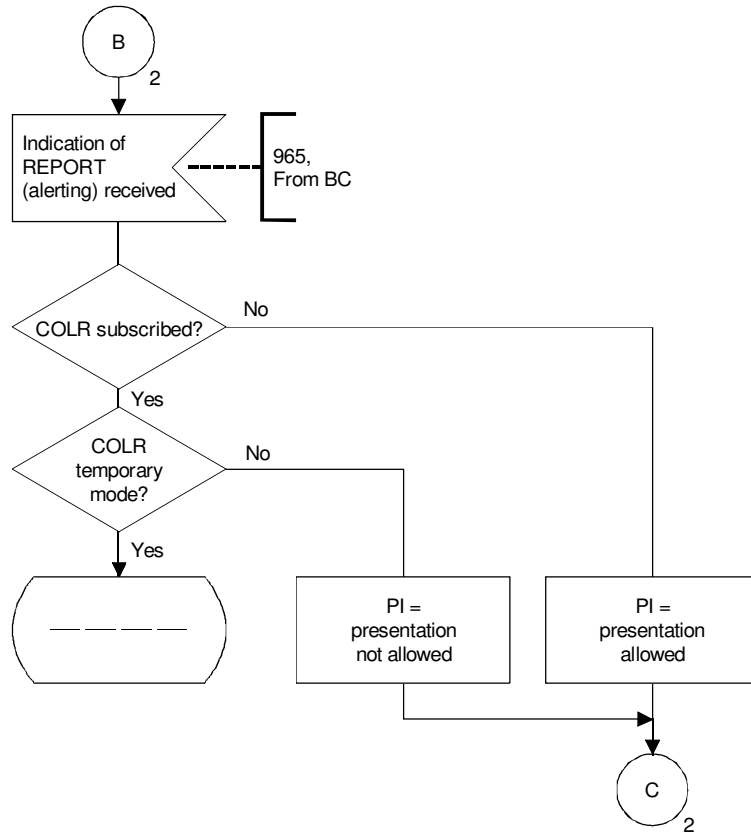 B
2
Indication of
REPORT
(alerting) received
965,
From BC
COLR subscribed?
No
Yes
COLR
temporary
mode?
No
Yes
PI =
presentation
not allowed
PI =
presentation
allowed
C
2